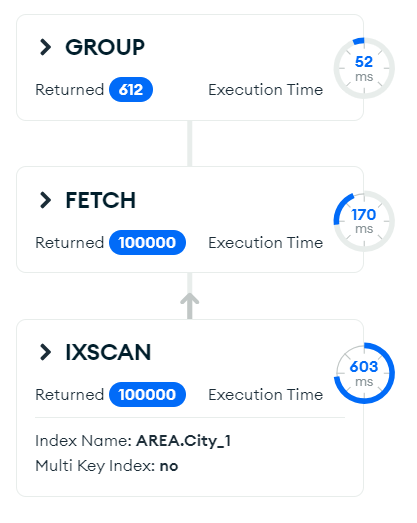 GROUP
Returned 612 Execution Time 52 ms
FETCH
Returned 100000 Execution Time 170 ms
IXSCAN
Returned 100000 Execution Time 603 ms
Index Name: AREA.City_1
Multi Key Index: no